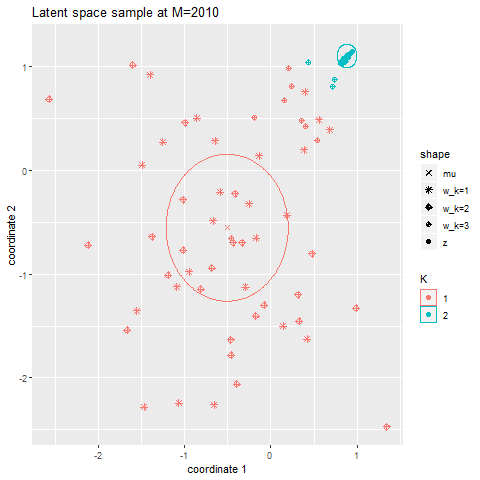 Latent space sample at M=2010
coordinate 2
1
0
-1
-2
-2
-1
0
1
coordinate 1
shape
mu
w_k=1
w_k=2
w_k=3
z
K
1
2